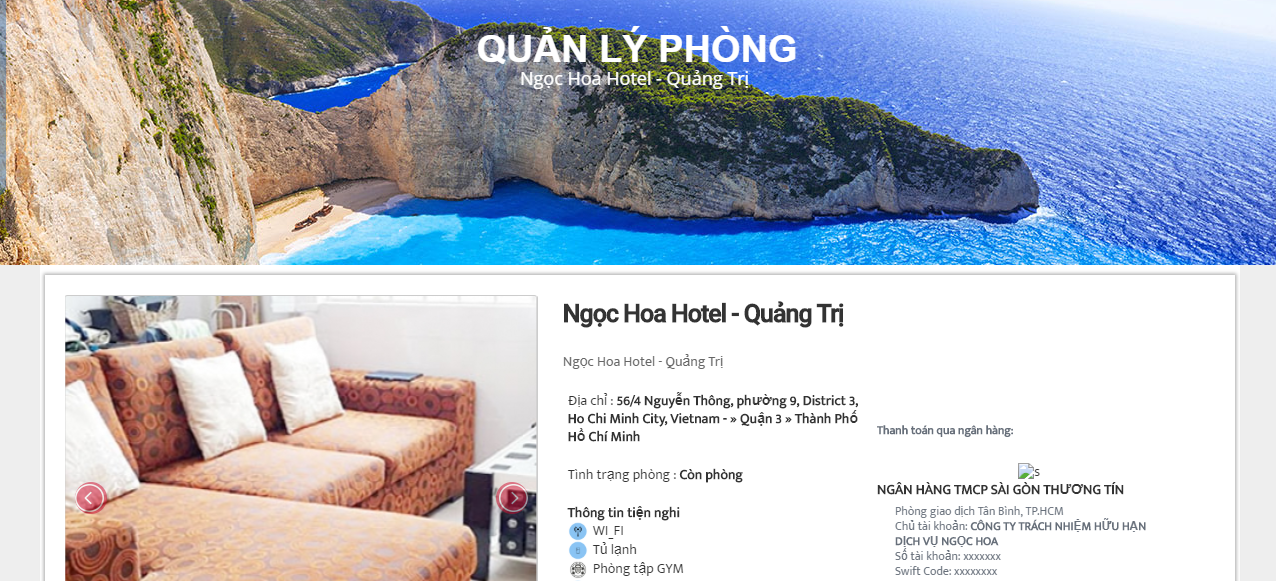 QUẢN LÝ PHÒNG
Ngọc Hoa Hotel - Quảng Trị
Ngọc Hoa Hotel - Quảng Trị
Ngọc Hoa Hotel - Quảng Trị
Địa chỉ : 56/4 Nguyễn Thông, phường 9, District 3,
Ho Chi Minh City, Vietnam - » Quận 3 » Thành Phố
Hồ Chí Minh
Tình trạng phòng : Còn phòng
Thông tin tiện nghi
WI_FI
Tủ lạnh
Phòng tập GYM
Thanh toán qua ngân hàng:
s
NGÂN HÀNG TMCP SÀI GÒN THƯƠNG TÍN
Phòng giao dịch Tân Bình, TP.HCM
Chủ tài khoản: CÔNG TY TRÁCH NHIỆM HỮU HẠN
DỊCH VỤ NGỌC HOA
Số tài khoản: xxxxxxx
Swift Code: xxxxxxxx